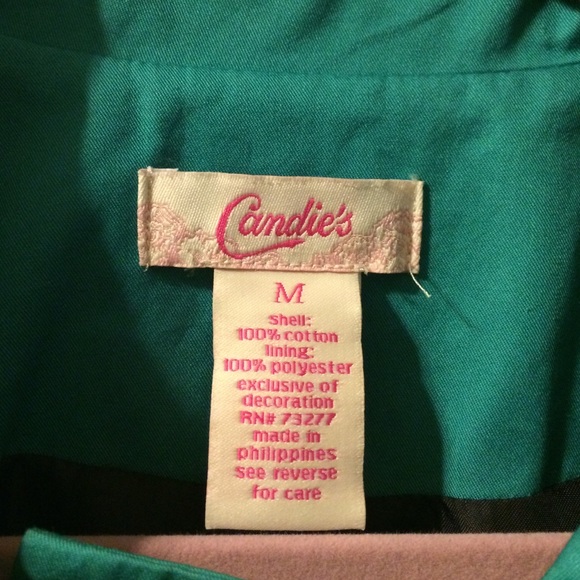 Candie's
M
shell:
100% cotton
lining:
100% polyester
exclusive of
decoration
RN# 73277
made in
philippines
see reverse
for care